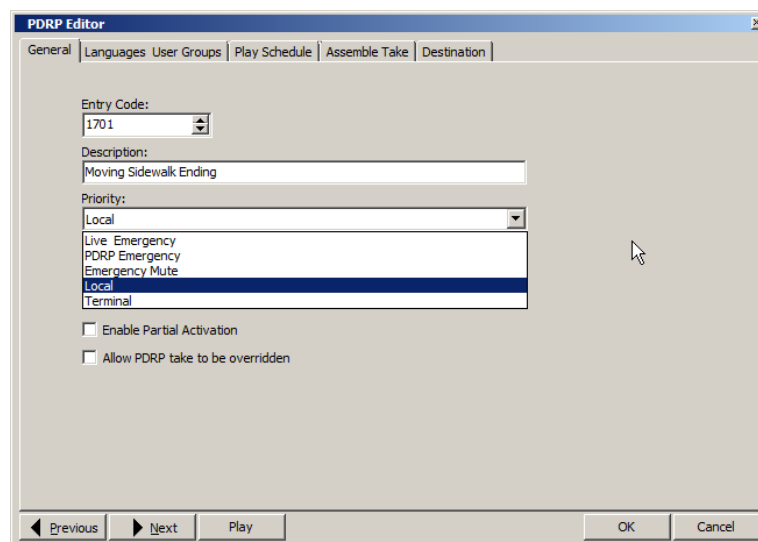 PDRP Editor
General Languages User Groups Play Schedule Assemble Take Destination
Entry Code:
1701
Description:
Moving Sidewalk Ending
Priority:
Local
Live Emergency
PDRP Emergency
Emergency Mute
Local
Terminal
Enable Partial Activation
Allow PDRP take to be overridden
Previous Next Play OK Cancel